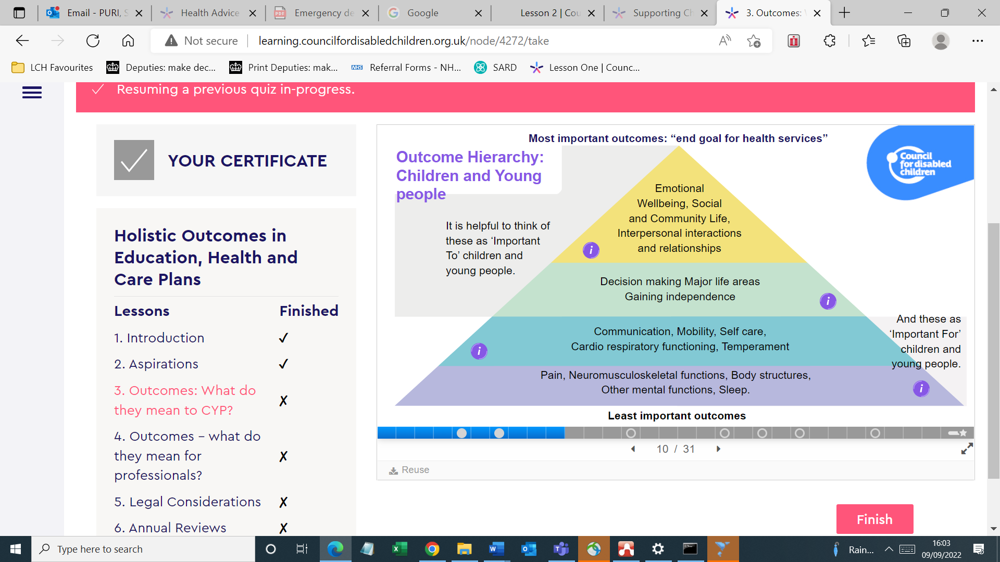 Email - PURI, S
Health Advice
Emergency de
Google
Lesson 2 | Cou
Supporting Ch
3. Outcomes:
Not secure
learning.councilfordisabledchildren.org.uk/node/4272/take
LCH Favourites
Deputies: make dec...
Print Deputies: mak...
NHS
Referral Forms - NH...
SARD
Lesson One | Counc...
Resuming a previous quiz in-progress.
YOUR CERTIFICATE
Holistic Outcomes in
Education, Health and
Care Plans
Lessons Finished
1. Introduction ✓
2. Aspirations ✓
3. Outcomes: What do
they mean to CYP? ✗
4. Outcomes – what do
they mean for
professionals? ✗
5. Legal Considerations ✗
6. Annual Reviews ✗
Most important outcomes: “end goal for health services”
Outcome Hierarchy:
Children and Young
people
Council
for disabled
children
It is helpful to think of
these as ‘Important
To’ children and
young people.
Emotional
Wellbeing, Social
and Community Life,
Interpersonal interactions
and relationships
Decision making Major life areas
Gaining independence
Communication, Mobility, Self care,
Cardio respiratory functioning, Temperament
And these as
‘Important For’
children and
young people.
Pain, Neuromusculoskeletal functions, Body structures,
Other mental functions, Sleep.
Least important outcomes
10 / 31
Reuse
Finish
Type here to search
Rain...
16:03
09/09/2022